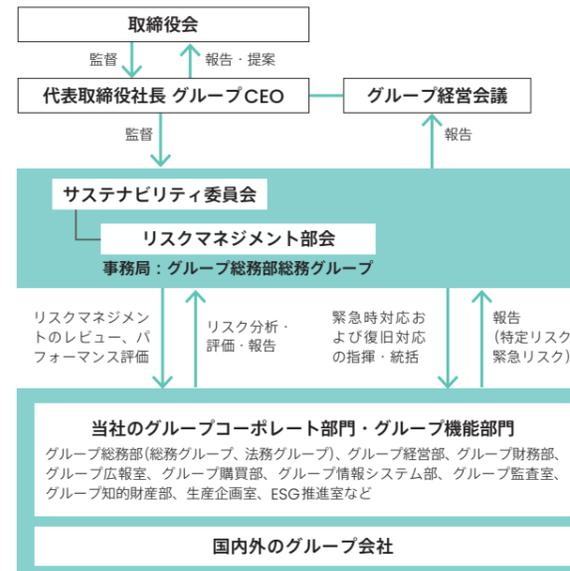 取締役会
監督
報告・提案
代表取締役社長 グループCEO
グループ経営会議
監督
報告
サステナビリティ委員会
リスクマネジメント部会
事務局：グループ総務部総務グループ
リスクマネジメン
トのレビュー、パ
フォーマンス評価
リスク分析・
評価・報告
緊急時対応お
よび復旧対応
の指揮・統括
報告
（特定リスク
緊急リスク）
当社のグループコーポレート部門・グループ機能部門
グループ総務部（総務グループ、法務グループ）、グループ経営部、グループ財務部、
グループ広報室、グループ購買部、グループ情報システム部、グループ監査室、
グループ知的財産部、生産企画室、ESG推進室など
国内外のグループ会社